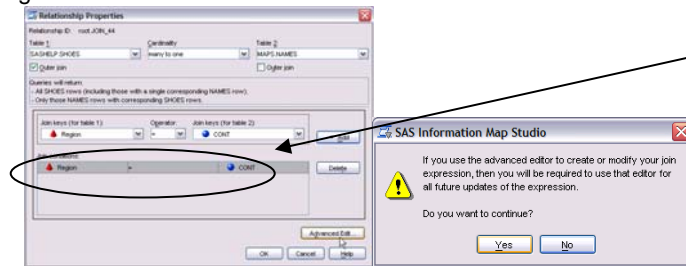 Relationship Properties
Relationship ID: root.JOIN_44
Table 1:
Cardinality
Table 2
SASHELP.SHOES
many to one
MAPS.NAMES
Outer join
Outer join
Queries will return:
- All SHOES rows (including those with a single corresponding NAMES row).
- Only those NAMES rows with corresponding SHOES rows.
Join keys (for table 1)
Operator
Join keys (for table 2)
Region
=
CONT
Add
Region
=
CONT
Delete
Advanced Edit...
OK
Cancel
Help
SAS Information Map Studio
If you use the advanced editor to create or modify your join
expression, then you will be required to use that editor for
all future updates of the expression.
Do you want to continue?
Yes
No